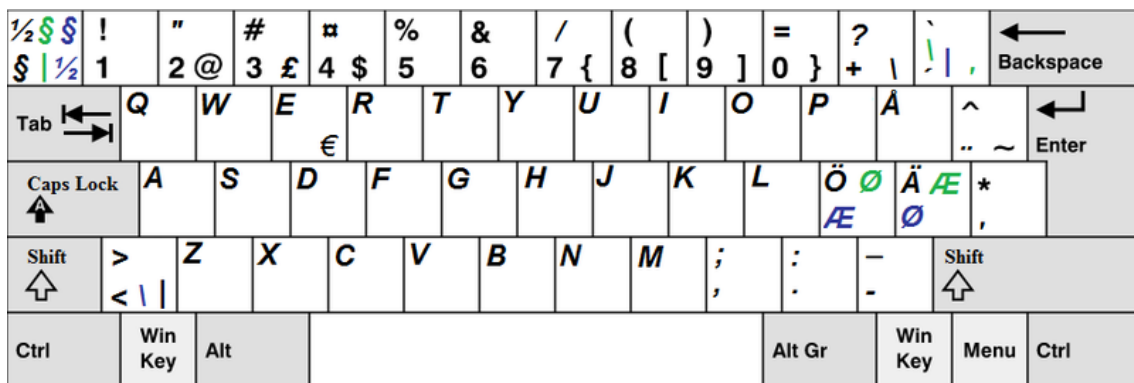 ½ § § ! " # ¤ % & / ( ) = ? ` \
§ | ½ 1 2 @ 3 £ 4 $ 5 6 7 { 8 [ 9 ] 0 } + \ ´ | ' Backspace
Tab Q W E € R T Y U I O P Å ^ ¨ ~ Enter
Caps Lock A S D F G H J K L Ö Ø Æ Ä Æ Ø * '
Shift > < \ | Z X C V B N M ; , : . _ - Shift
Ctrl Win Key Alt Alt Gr Win Key Menu Ctrl